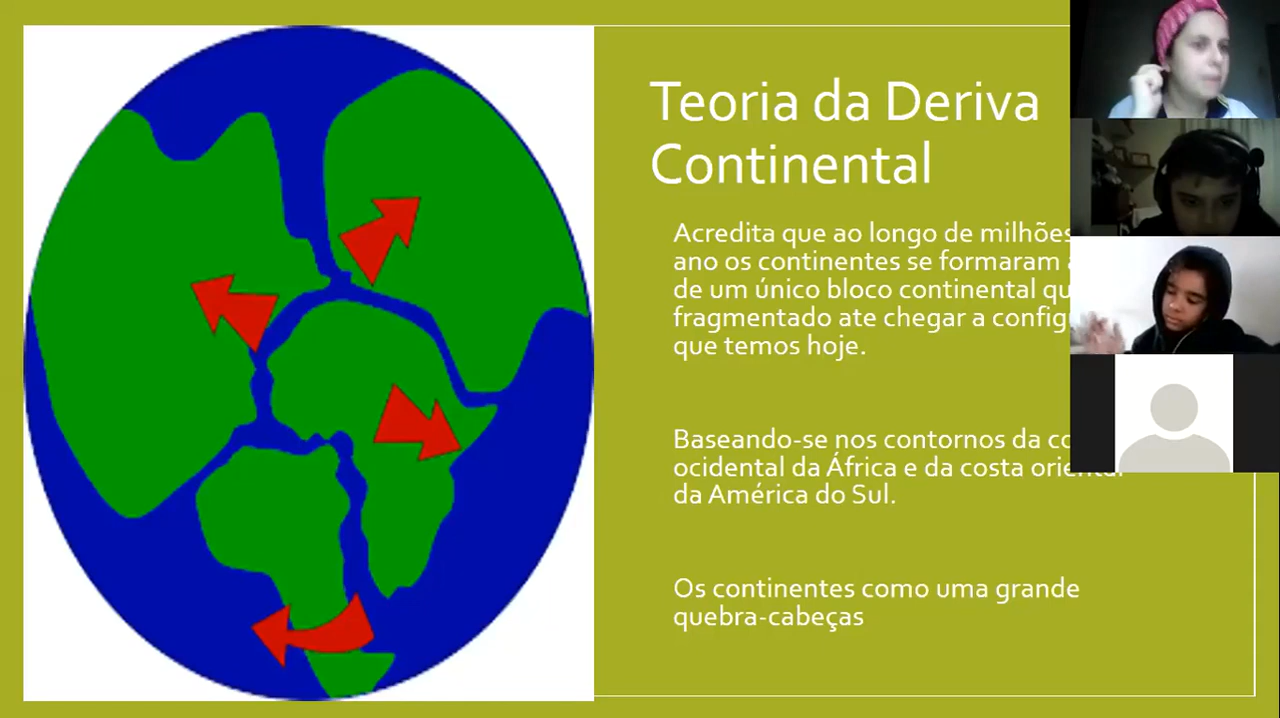 Teoria da Deriva
Continental
Acredita que ao longo de milhões
ano os continentes se formaram
de um único bloco continental
fragmentado ate chegar a
que temos hoje.
Baseando-se nos contornos da
ocidental da África e da costa oriental
da América do Sul.
Os continentes como uma grande
quebra-cabeças